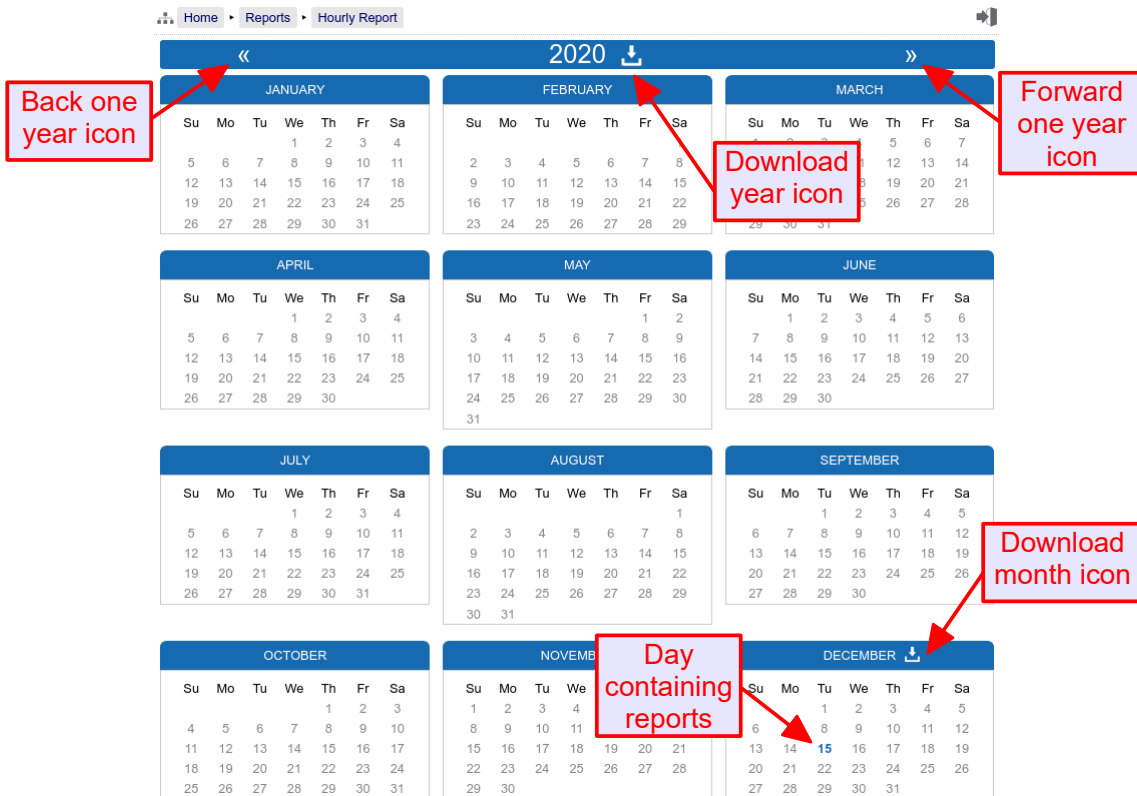 Home ▸ Reports ▸ Hourly Report
« 2020 »
Back one
year icon
Forward
one year
icon
Download
year icon
JANUARY
Su Mo Tu We Th Fr Sa
1 2 3 4
5 6 7 8 9 10 11
12 13 14 15 16 17 18
19 20 21 22 23 24 25
26 27 28 29 30 31
FEBRUARY
Su Mo Tu We Th Fr Sa
2 3 4 5 6 7 8
9 10 11 12 13 14 15
16 17 18 19 20 21 22
23 24 25 26 27 28 29
MARCH
Su Mo Tu We Th Fr Sa
5 6 7
12 13 14
19 20 21
26 27 28
29 30 31
APRIL
Su Mo Tu We Th Fr Sa
1 2 3 4
5 6 7 8 9 10 11
12 13 14 15 16 17 18
19 20 21 22 23 24 25
26 27 28 29 30
MAY
Su Mo Tu We Th Fr Sa
1 2
3 4 5 6 7 8 9
10 11 12 13 14 15 16
17 18 19 20 21 22 23
24 25 26 27 28 29 30
31
JUNE
Su Mo Tu We Th Fr Sa
1 2 3 4 5 6
7 8 9 10 11 12 13
14 15 16 17 18 19 20
21 22 23 24 25 26 27
28 29 30
JULY
Su Mo Tu We Th Fr Sa
1 2 3 4
5 6 7 8 9 10 11
12 13 14 15 16 17 18
19 20 21 22 23 24 25
26 27 28 29 30 31
AUGUST
Su Mo Tu We Th Fr Sa
1
2 3 4 5 6 7 8
9 10 11 12 13 14 15
16 17 18 19 20 21 22
23 24 25 26 27 28 29
30 31
SEPTEMBER
Su Mo Tu We Th Fr Sa
1 2 3 4 5
6 7 8 9 10 11 12
13 14 15 16 17 18 19
20 21 22 23 24 25 26
27 28 29 30
Download
month icon
Day
containing
reports
OCTOBER
Su Mo Tu We Th Fr Sa
1 2 3
4 5 6 7 8 9 10
11 12 13 14 15 16 17
18 19 20 21 22 23 24
25 26 27 28 29 30 31
NOVEMB
Su Mo Tu We
1 2 3 4
8 9 10 11
15 16 17 18 19 20 21
22 23 24 25 26 27 28
29 30
DECEMBER
Su Mo Tu We Th Fr Sa
1 2 3 4 5
6 8 9 10 11 12
13 14 15 16 17 18 19
20 21 22 23 24 25 26
27 28 29 30 31